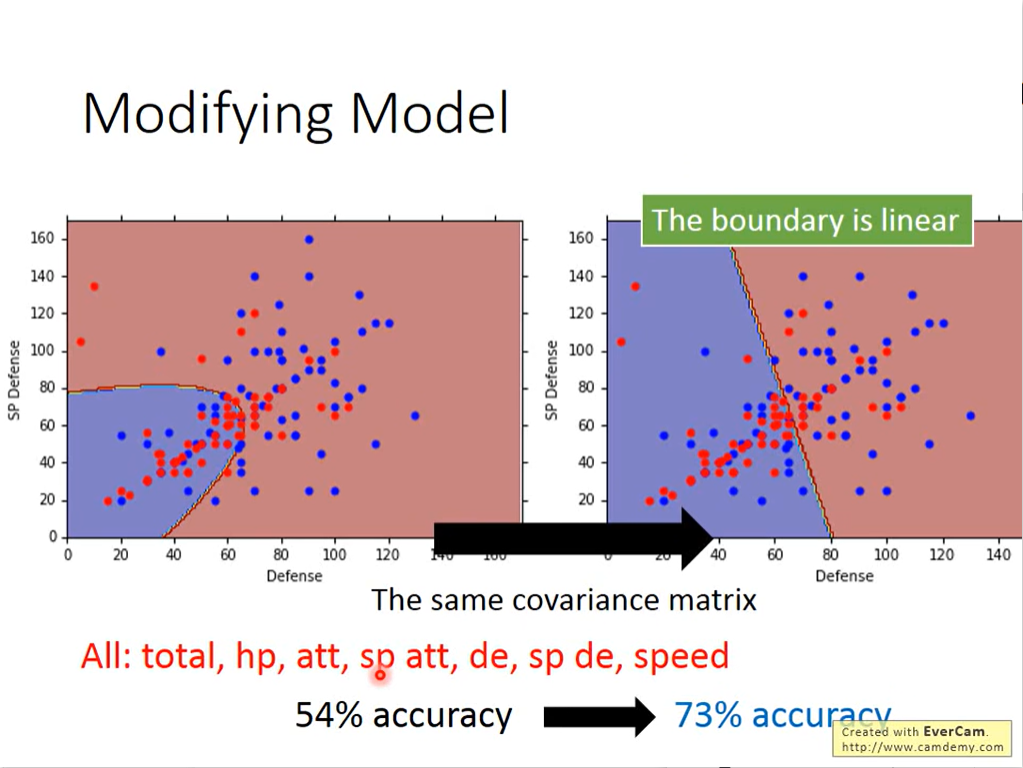 Modifying Model
The boundary is linear
160
140
120
100
80
60
40
20
0
SP Defense
0 20 40 60 80 100 120 140 160
Defense
160
140
120
100
80
60
40
20
SP Defense
20 40 60 80 100 120 140
Defense
The same covariance matrix
All: total, hp, att, sp att, de, sp de, speed
54% accuracy
73% accuracy
Created with EverCam.
http://www.camdemy.com